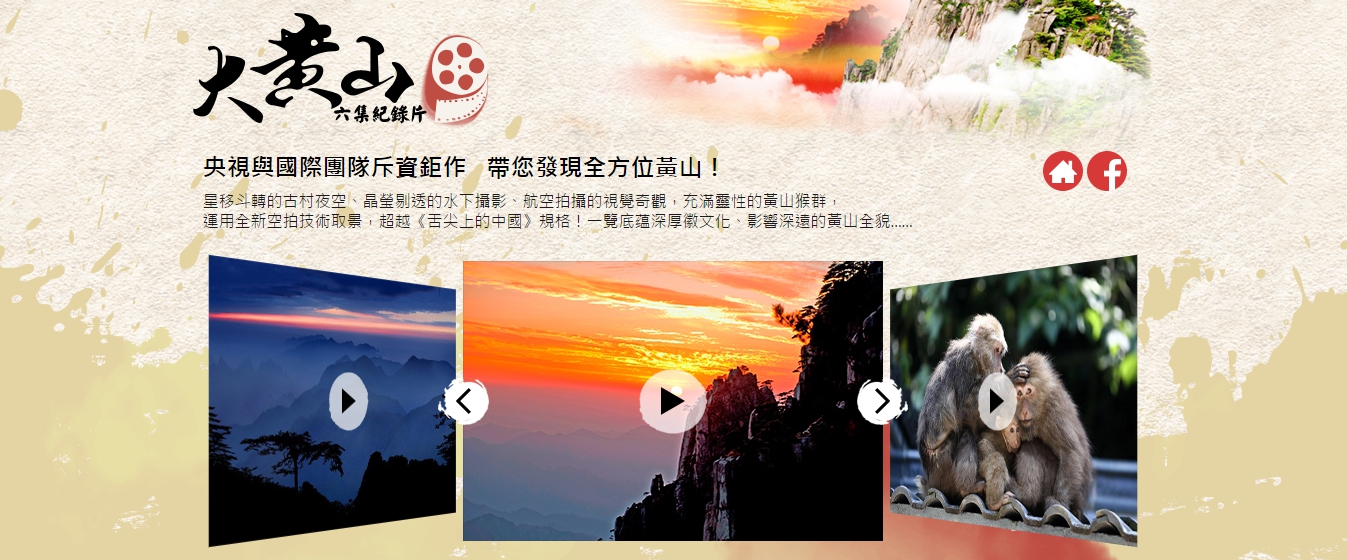 大黃山
六集紀錄片
央視與國際團隊斥資鉅作 帶您發現全方位黃山！
星移斗轉的古村夜空、晶瑩剔透的水下攝影、航空拍攝的視覺奇觀，充滿靈性的黃山猴群，
運用全新空拍技術取景，超越《舌尖上的中國》規格！一覽底蘊深厚徽文化、影響深遠的黃山全貌......